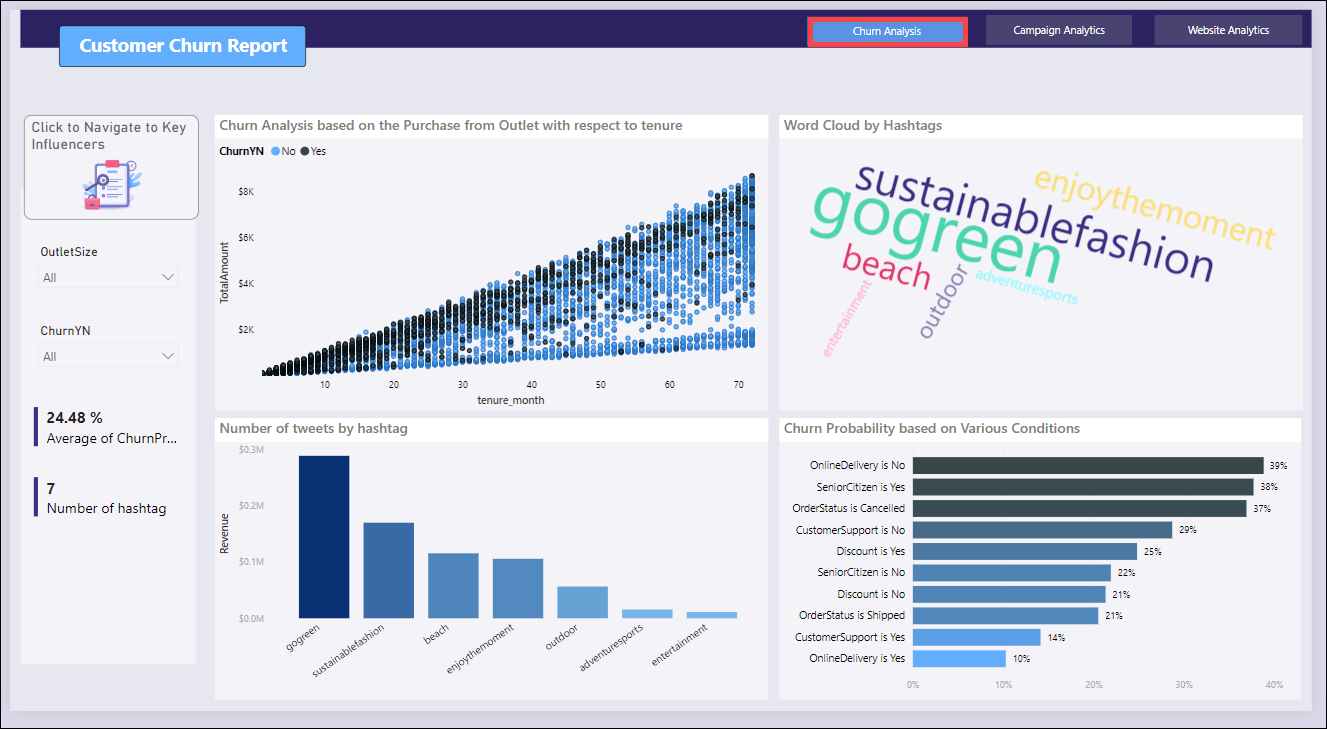 Customer Churn Report
Churn Analysis
Campaign Analytics
Website Analytics
Click to Navigate to Key
Influencers
OutletSize
All
ChurnYN
All
24.48 %
Average of ChurnPr...
7
Number of hashtag
Churn Analysis based on the Purchase from Outlet with respect to tenure
ChurnYN No Yes
$8K
$6K
$4K
$2K
TotalAmount
10 20 30 40 50 60 70
tenure_month
Word Cloud by Hashtags
sustainablefashion
enjoythemoment
gogreen
beach
outdoor
adventuresports
entertainment
Number of tweets by hashtag
$0.3M
$0.2M
$0.1M
$0.0M
Revenue
gogreen
sustainablefashion
beach
enjoythemoment
outdoor
adventuresports
entertainment
Churn Probability based on Various Conditions
OnlineDelivery is No 39%
SeniorCitizen is Yes 38%
OrderStatus is Cancelled 37%
CustomerSupport is No 29%
Discount is Yes 25%
SeniorCitizen is No 22%
Discount is No 21%
OrderStatus is Shipped 21%
CustomerSupport is Yes 14%
OnlineDelivery is Yes 10%
0% 10% 20% 30% 40%